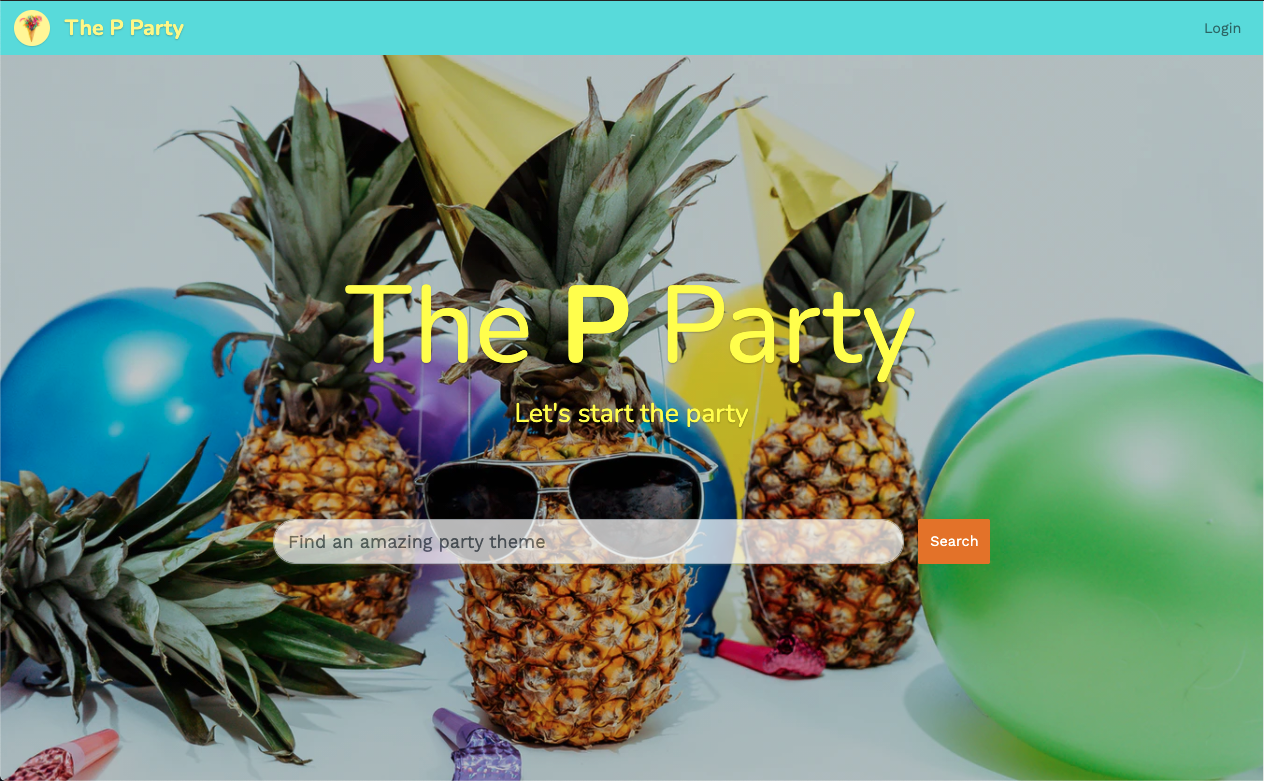 The P Party
Login
The P Party
Let's start the party
Find an amazing party theme
Search